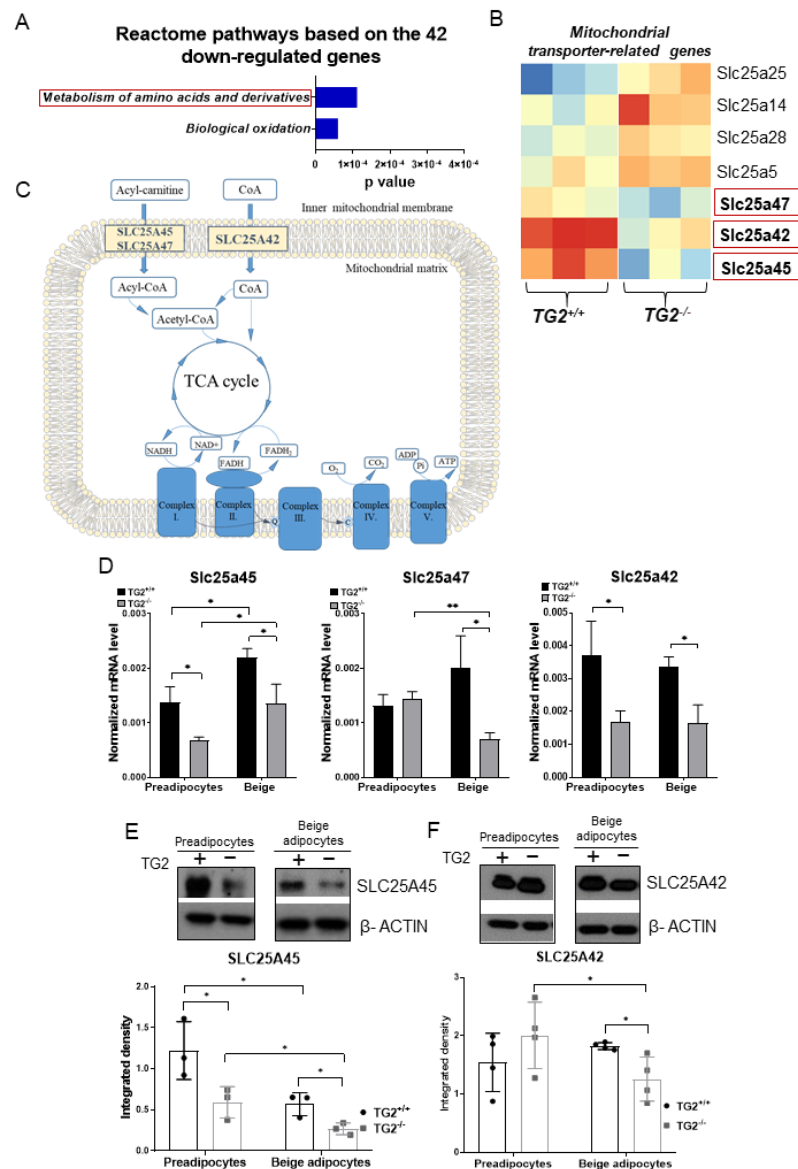 A
Reactome pathways based on the 42
down-regulated genes
Metabolism of amino acids and derivatives
Biological oxidation
0 1×10⁻⁴ 2×10⁻⁴ 3×10⁻⁴ 4×10⁻⁴
p value
B
Mitochondrial
transporter-related genes
Slc25a25
Slc25a14
Slc25a28
Slc25a5
Slc25a47
Slc25a42
Slc25a45
TG2+/+ TG2-/-
C
Acyl-carnitine CoA
Inner mitochondrial membrane
SLC25A45
SLC25A47
SLC25A42
Mitochondrial matrix
Acyl-CoA CoA
Acetyl-CoA
TCA cycle
NADH NAD+ FADH FADH₂
O₂ CO₂ ADP Pi ATP
Complex I.
Complex II.
Q
Complex III.
C
Complex IV.
Complex V.
D
Slc25a45
TG2+/+
TG2-/-
* * * *
Normalized mRNA level
0.003
0.002
0.001
0.000
Preadipocytes Beige
Slc25a47
TG2+/+
TG2-/-
** *
Normalized mRNA level
0.003
0.002
0.001
0.000
Preadipocytes Beige
Slc25a42
TG2+/+
TG2-/-
* *
Normalized mRNA level
0.005
0.004
0.003
0.002
0.001
0.000
Preadipocytes Beige
E
Preadipocytes
Beige
adipocytes
TG2 + − + −
SLC25A45
β- ACTIN
SLC25A45
* * * *
Integrated density
2.0
1.5
1.0
0.5
0.0
TG2+/+
TG2-/-
Preadipocytes Beige adipocytes
F
Preadipocytes
Beige
adipocytes
TG2 + − + −
SLC25A42
β- ACTIN
SLC25A42
* *
Integrated density
3
2
1
0
TG2+/+
TG2-/-
Preadipocytes Beige adipocytes